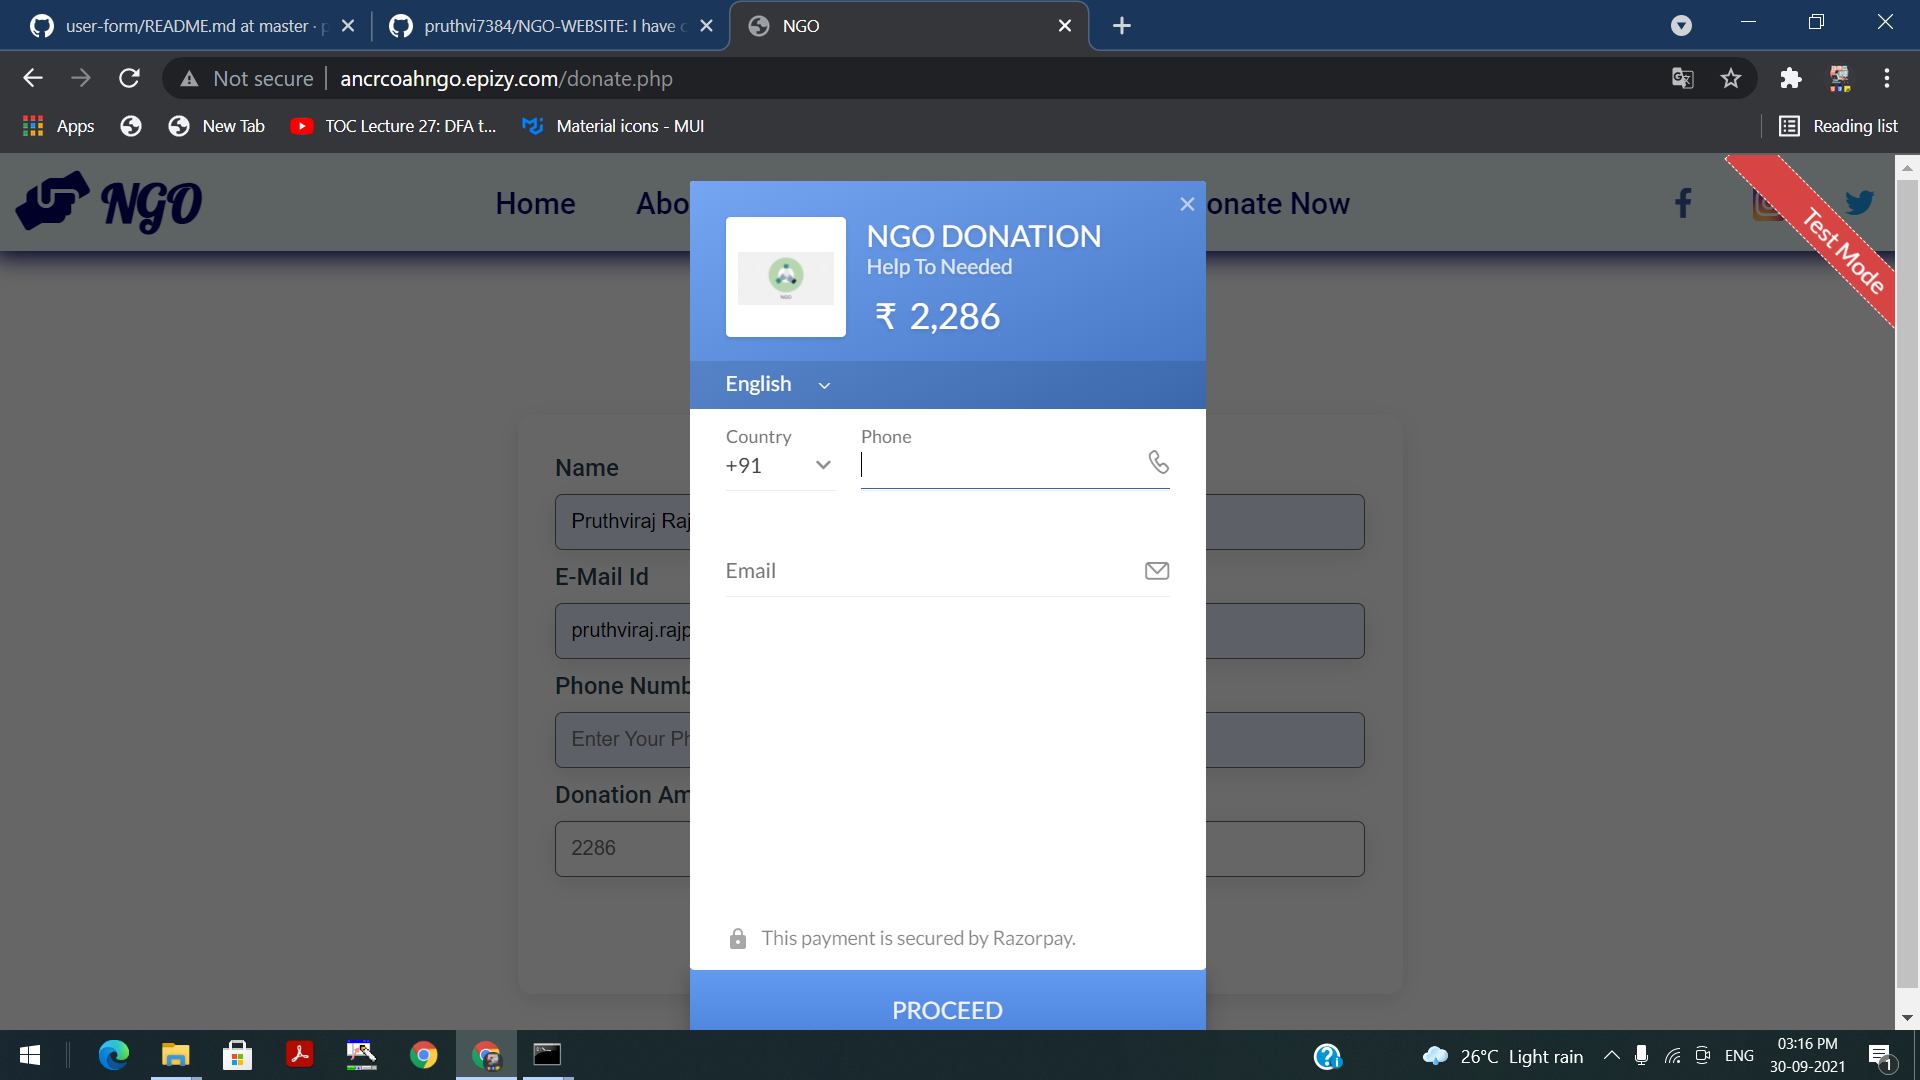 user-form/README.md at master ·
pruthvi7384/NGO-WEBSITE: I have
NGO
Not secure
ancrcoahngo.epizy.com/donate.php
Apps
New Tab
TOC Lecture 27: DFA t...
Material icons - MUI
Reading list
NGO
Home
Abo
onate Now
Test Mode
NGO DONATION
Help To Needed
₹ 2,286
English
Country
Phone
+91
Email
This payment is secured by Razorpay.
PROCEED
Name
Pruthviraj Raj
E-Mail Id
pruthviraj.rajp
Phone Numb
Enter Your Ph
Donation Am
2286
26°C Light rain
ENG
03:16 PM
30-09-2021
1